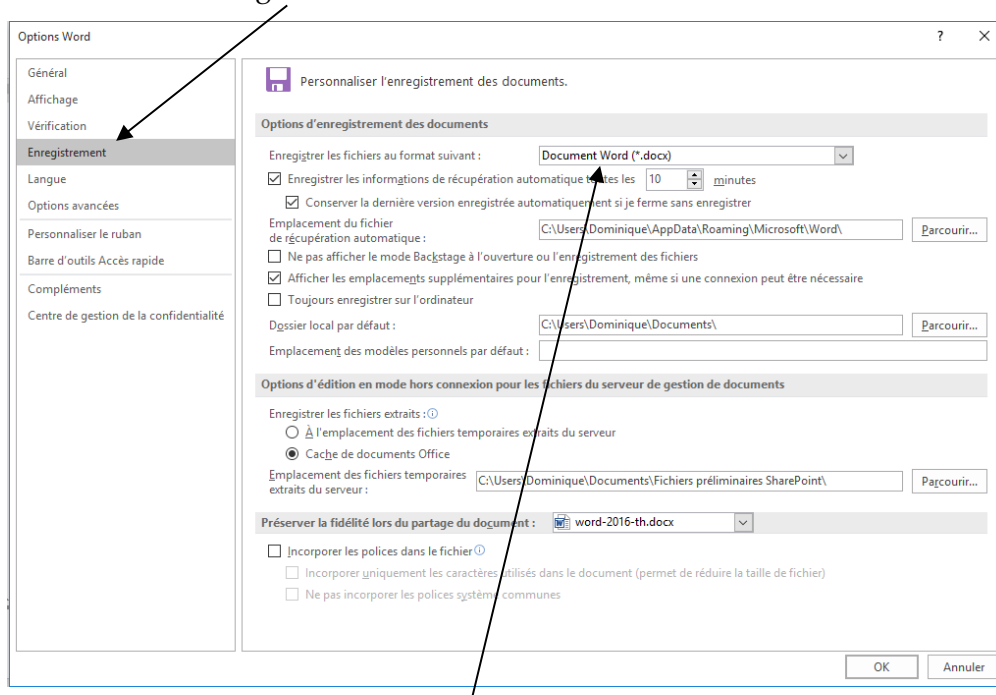 Options Word
? ×
Général
Affichage
Vérification
Enregistrement
Langue
Options avancées
Personnaliser le ruban
Barre d'outils Accès rapide
Compléments
Centre de gestion de la confidentialité
Personnaliser l'enregistrement des documents.
Options d'enregistrement des documents
Enregistrer les fichiers au format suivant : Document Word (*.docx)
Enregistrer les informations de récupération automatique toutes les 10 minutes
Conserver la dernière version enregistrée automatiquement si je ferme sans enregistrer
Emplacement du fichier
de récupération automatique : C:\Users\Dominique\AppData\Roaming\Microsoft\Word\ Parcourir...
Ne pas afficher le mode Backstage à l'ouverture ou l'enregistrement des fichiers
Afficher les emplacements supplémentaires pour l'enregistrement, même si une connexion peut être nécessaire
Toujours enregistrer sur l'ordinateur
Dossier local par défaut : C:\Users\Dominique\Documents\ Parcourir...
Emplacement des modèles personnels par défaut :
Options d'édition en mode hors connexion pour les fichiers du serveur de gestion de documents
Enregistrer les fichiers extraits :
À l'emplacement des fichiers temporaires extraits du serveur
Cache de documents Office
Emplacement des fichiers temporaires
extraits du serveur : C:\Users\Dominique\Documents\Fichiers préliminaires SharePoint\ Parcourir...
Préserver la fidélité lors du partage du document : word-2016-th.docx
Incorporer les polices dans le fichier
Incorporer uniquement les caractères utilisés dans le document (permet de réduire la taille de fichier)
Ne pas incorporer les polices système communes
OK Annuler